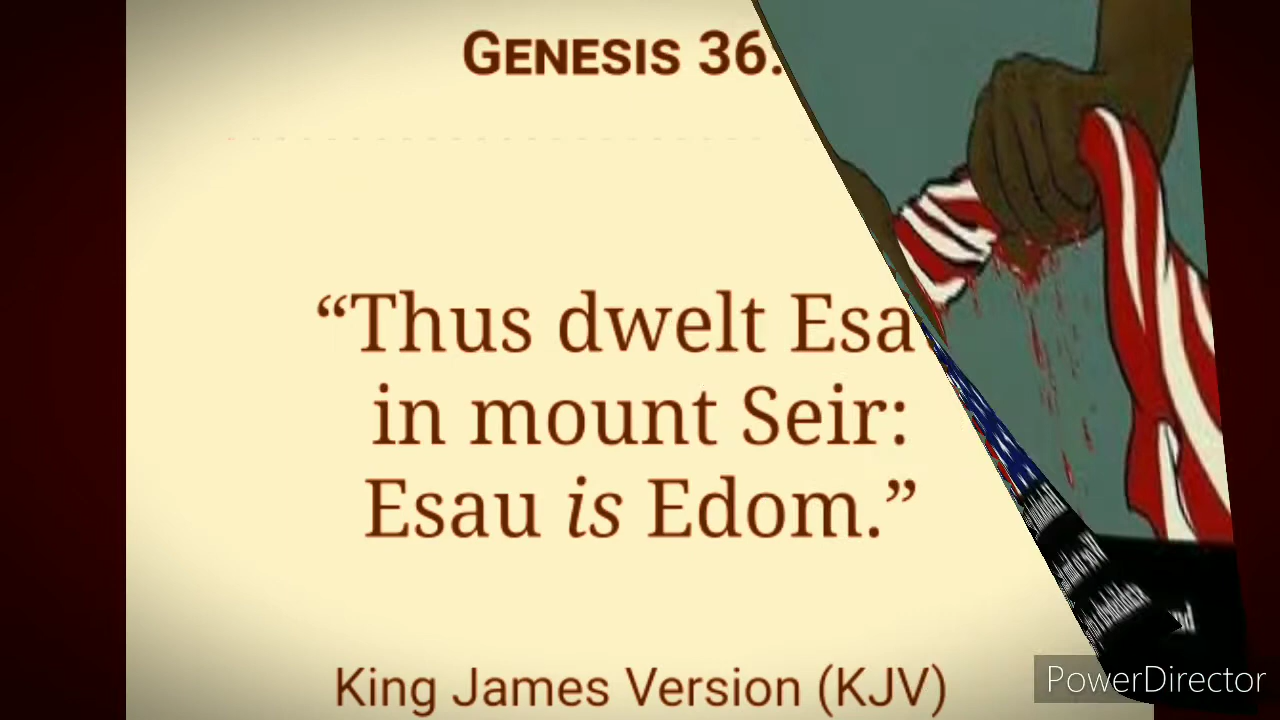 GENESIS 36:
“Thus dwelt Esa
in mount Seir:
Esau is Edom.”
King James Version (KJV)
PowerDirector